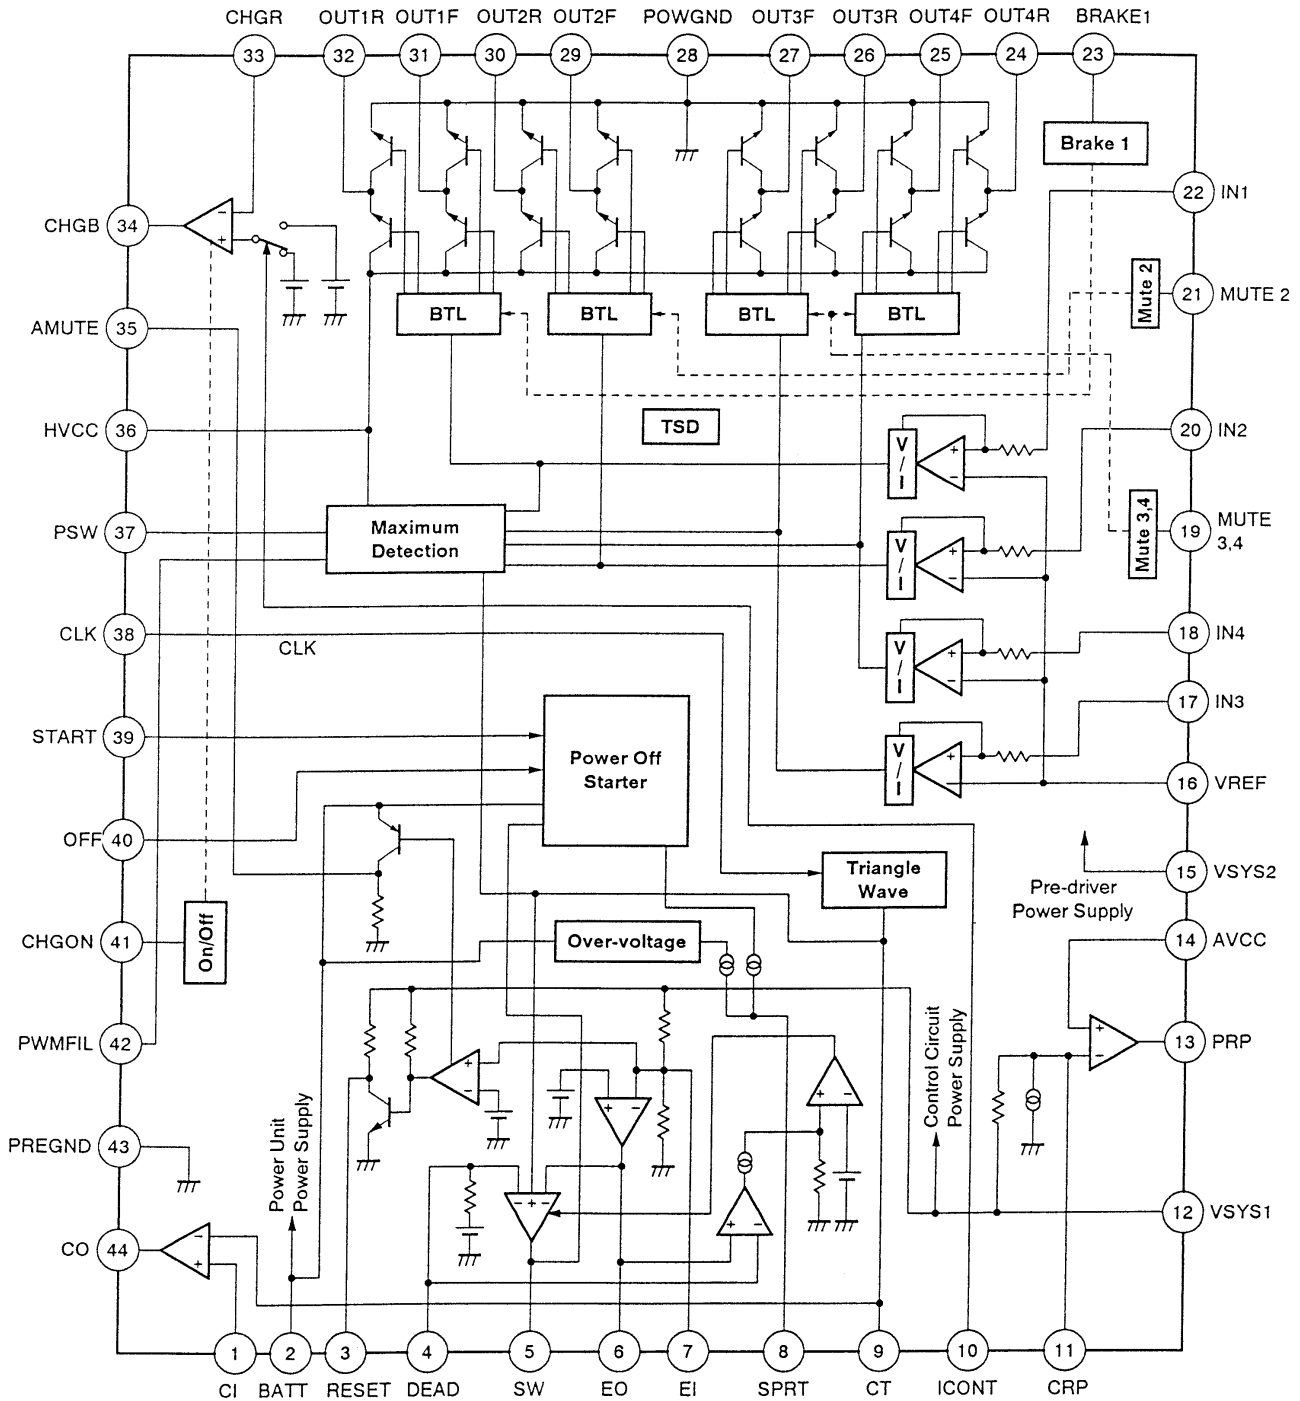 CHGR OUT1R OUT1F OUT2R OUT2F POWGND OUT3F OUT3R OUT4F OUT4R BRAKE1
33 32 31 30 29 28 27 26 25 24 23
Brake 1
22 IN1
CHGB 34
− +
Mute 2
21 MUTE 2
BTL BTL BTL BTL
AMUTE 35
TSD
HVCC 36
20 IN2
V / I
+ −
Maximum
Detection
PSW 37
Mute 3,4
19 MUTE
3,4
V / I
+ −
CLK 38
CLK
18 IN4
V / I
+ −
17 IN3
START 39
Power Off
Starter
V / I
+ −
16 VREF
OFF 40
Triangle
Wave
15 VSYS2
Pre-driver
Power Supply
CHGON 41
On/Off
Over-voltage
14 AVCC
PWMFIL 42
Control Circuit
Power Supply
+ −
13 PRP
+ −
+ −
+ −
PREGND 43
Power Unit
Power Supply
− + −
+ −
12 VSYS1
CO 44
− +
1 2 3 4 5 6 7 8 9 10 11
CI BATT RESET DEAD SW EO EI SPRT CT ICONT CRP